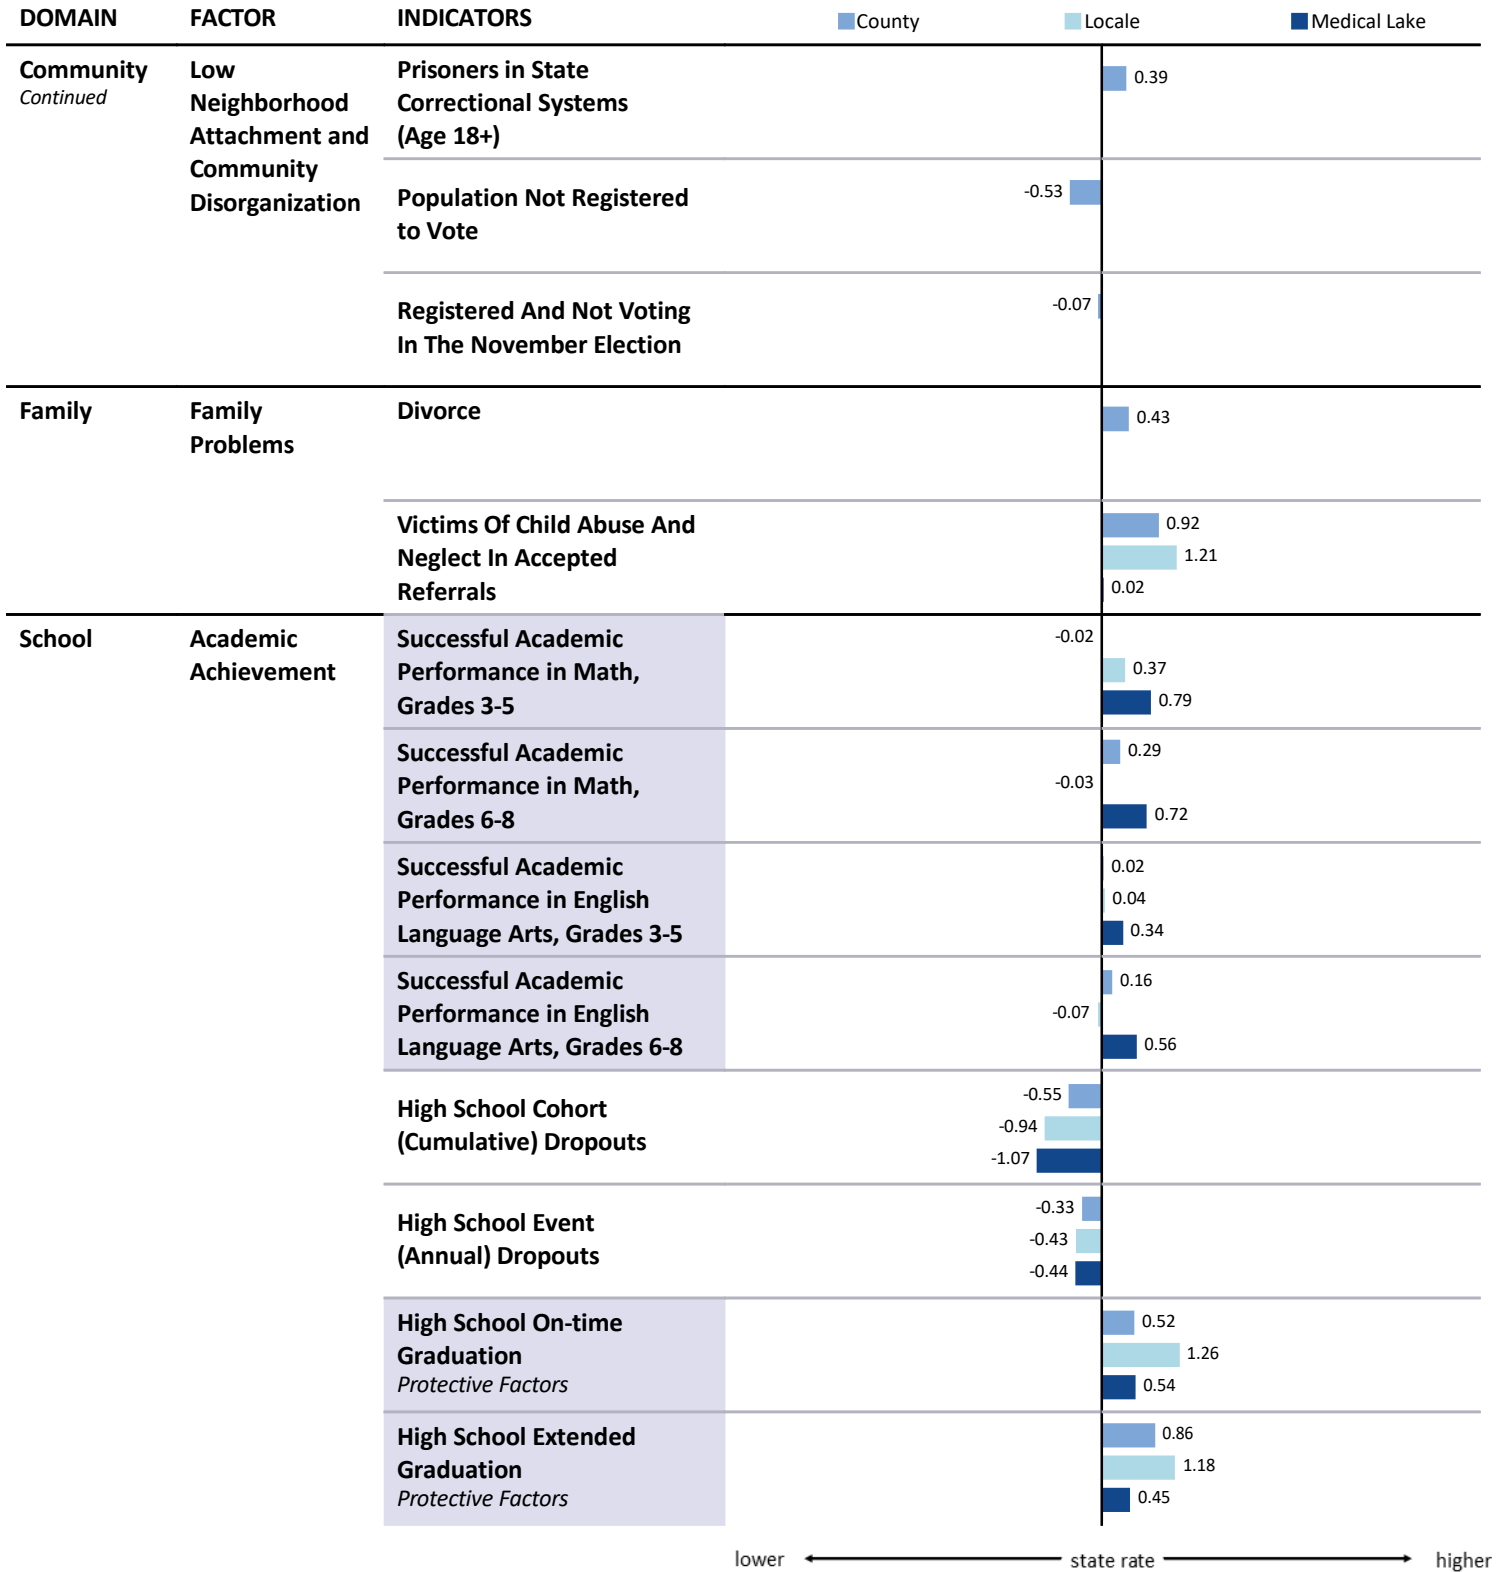 DOMAIN FACTOR INDICATORS County Locale Medical Lake
Community
Continued
Low
Neighborhood
Attachment and
Community
Disorganization
Prisoners in State
Correctional Systems
(Age 18+)
0.39
Population Not Registered
to Vote
-0.53
Registered And Not Voting
In The November Election
-0.07
Family
Family
Problems
Divorce
0.43
Victims Of Child Abuse And
Neglect In Accepted
Referrals
0.92
1.21
0.02
School
Academic
Achievement
Successful Academic
Performance in Math,
Grades 3-5
-0.02
0.37
0.79
Successful Academic
Performance in Math,
Grades 6-8
0.29
-0.03
0.72
Successful Academic
Performance in English
Language Arts, Grades 3-5
0.02
0.04
0.34
Successful Academic
Performance in English
Language Arts, Grades 6-8
0.16
-0.07
0.56
High School Cohort
(Cumulative) Dropouts
-0.55
-0.94
-1.07
High School Event
(Annual) Dropouts
-0.33
-0.43
-0.44
High School On-time
Graduation
Protective Factors
0.52
1.26
0.54
High School Extended
Graduation
Protective Factors
0.86
1.18
0.45
lower state rate higher